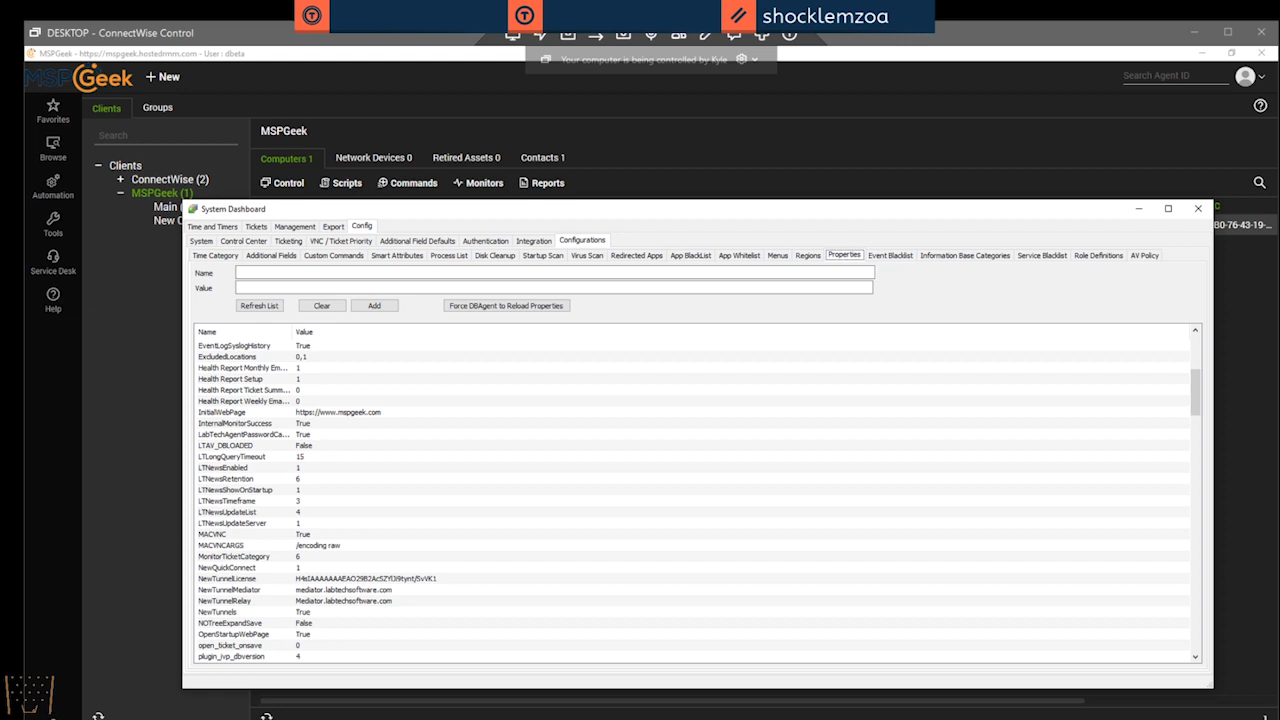 shocklemzoa
DESKTOP - ConnectWise Control
MSPGeek - https://mspgeek.hostedrmm.com - User : dbeta
Your computer is being controlled by Kyle
MSPGeek
+ New
Search Agent ID
Favorites
Browse
Automation
Tools
Service Desk
Help
Clients
Groups
Search
Clients
ConnectWise (2)
MSPGeek (1)
Main
New C
MSPGeek
Computers 1
Network Devices 0
Retired Assets 0
Contacts 1
Control
Scripts
Commands
Monitors
Reports
C
B0-76-43-19-...
System Dashboard
Time and Timers
Tickets
Management
Export
Config
System
Control Center
Ticketing
VNC / Ticket Priority
Additional Field Defaults
Authentication
Integration
Configurations
Time Category
Additional Fields
Custom Commands
Smart Attributes
Process List
Disk Cleanup
Startup Scan
Virus Scan
Redirected Apps
App BlackList
App Whitelist
Menus
Regions
Properties
Event Blacklist
Information Base Categories
Service Blacklist
Role Definitions
AV Policy
Name
Value
Refresh List
Clear
Add
Force DBAgent to Reload Properties
Name Value
EventLogSyslogHistory True
ExcludedLocations 0,1
Health Report Monthly Em... 1
Health Report Setup 1
Health Report Ticket Summ... 0
Health Report Weekly Ema... 0
InitialWebPage https://www.mspgeek.com
InternalMonitorSuccess True
LabTechAgentPasswordCa... True
LTAV_DBLOADED False
LTLongQueryTimeout 15
LTNewsEnabled 1
LTNewsRetention 6
LTNewsShowOnStartup 1
LTNewsTimeframe 3
LTNewsUpdateList 4
LTNewsUpdateServer 1
MACVNC True
MACVNCARGS /encoding raw
MonitorTicketCategory 6
NewQuickConnect 1
NewTunnelLicense
NewTunnelMediator mediator.labtechsoftware.com
NewTunnelRelay Mediator.labtechsoftware.com
NewTunnels True
NOTreeExpandSave False
OpenStartupWebPage True
open_ticket_onsave 0
plugin_jvp_dbversion 4